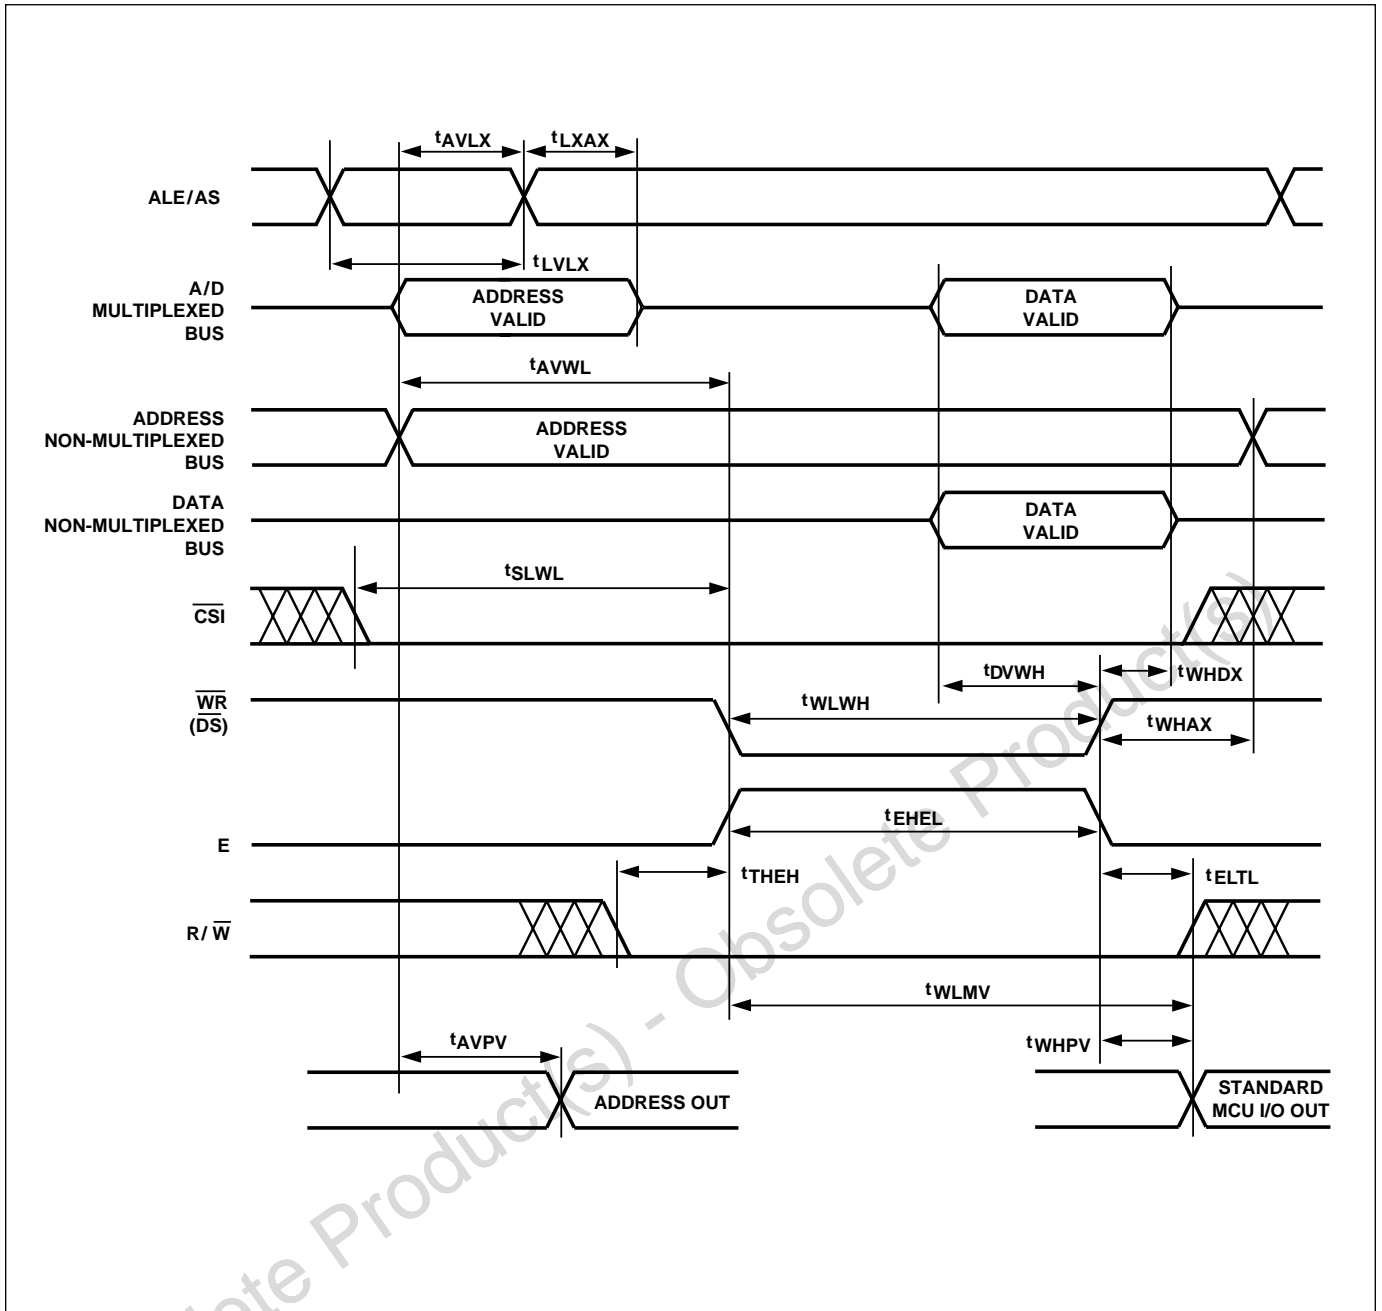 tAVLX tLXAX
ALE/AS
tLVLX
A/D
MULTIPLEXED
BUS
ADDRESS
VALID
DATA
VALID
tAVWL
ADDRESS
NON-MULTIPLEXED
BUS
ADDRESS
VALID
DATA
NON-MULTIPLEXED
BUS
DATA
VALID
tSLWL
CSI
tDVWH tWHDX
WR
(DS)
tWLWH
tWHAX
tEHEL
E
tTHEH tELTL
R/W
tWLMV
tAVPV tWHPV
ADDRESS OUT
STANDARD
MCU I/O OUT
lete Product(s) - Obsolete Product(s)